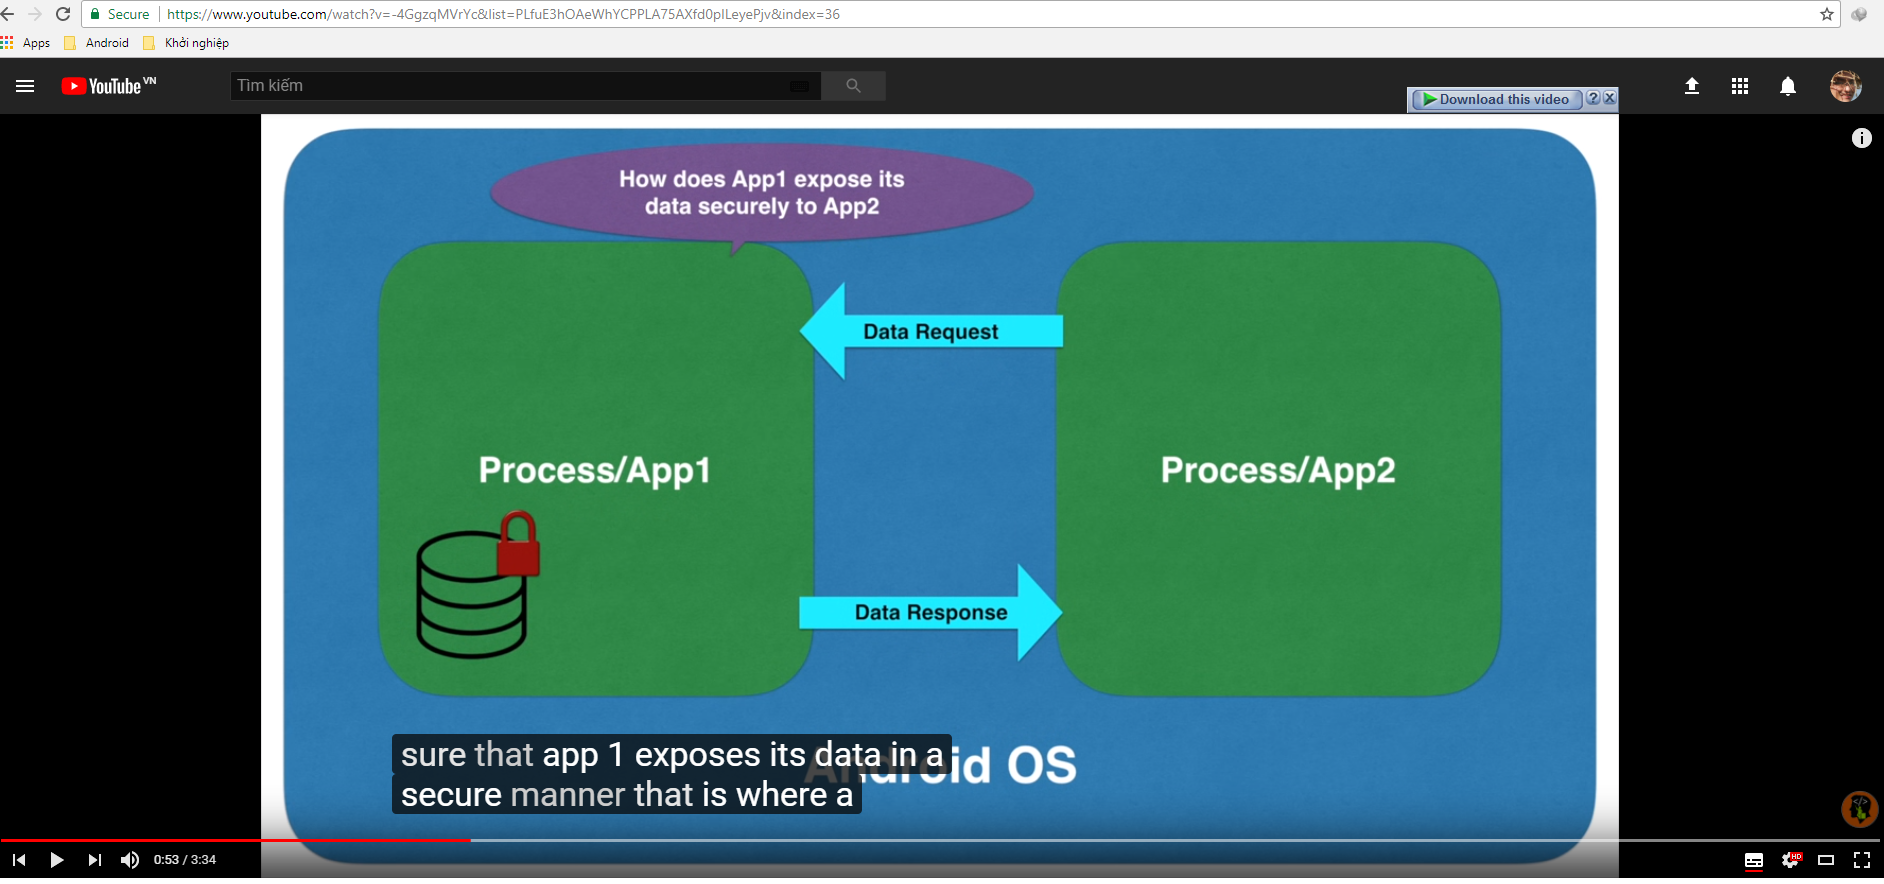 Secure
https://www.youtube.com/watch?v=-4GgzqMVrYc&list=PLfuE3hOAeWhYCPPLA75AXfd0pILeyePjv&index=36
Apps
Android
Khởi nghiệp
YouTube VN
Tìm kiếm
Download this video
?
X
How does App1 expose its
data securely to App2
Data Request
Process/App1
Process/App2
Data Response
Android OS
sure that app 1 exposes its data in a
secure manner that is where a
0:53 / 3:34
HD